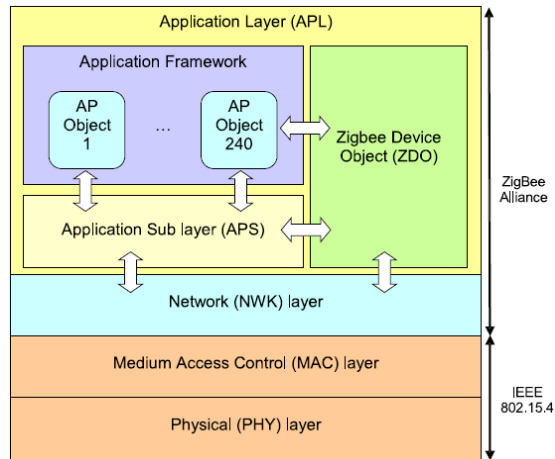 Application Layer (APL)
Application Framework
AP
Object
1
...
AP
Object
240
Zigbee Device
Object (ZDO)
ZigBee
Alliance
Application Sub layer (APS)
Network (NWK) layer
Medium Access Control (MAC) layer
IEEE
802.15.4
Physical (PHY) layer